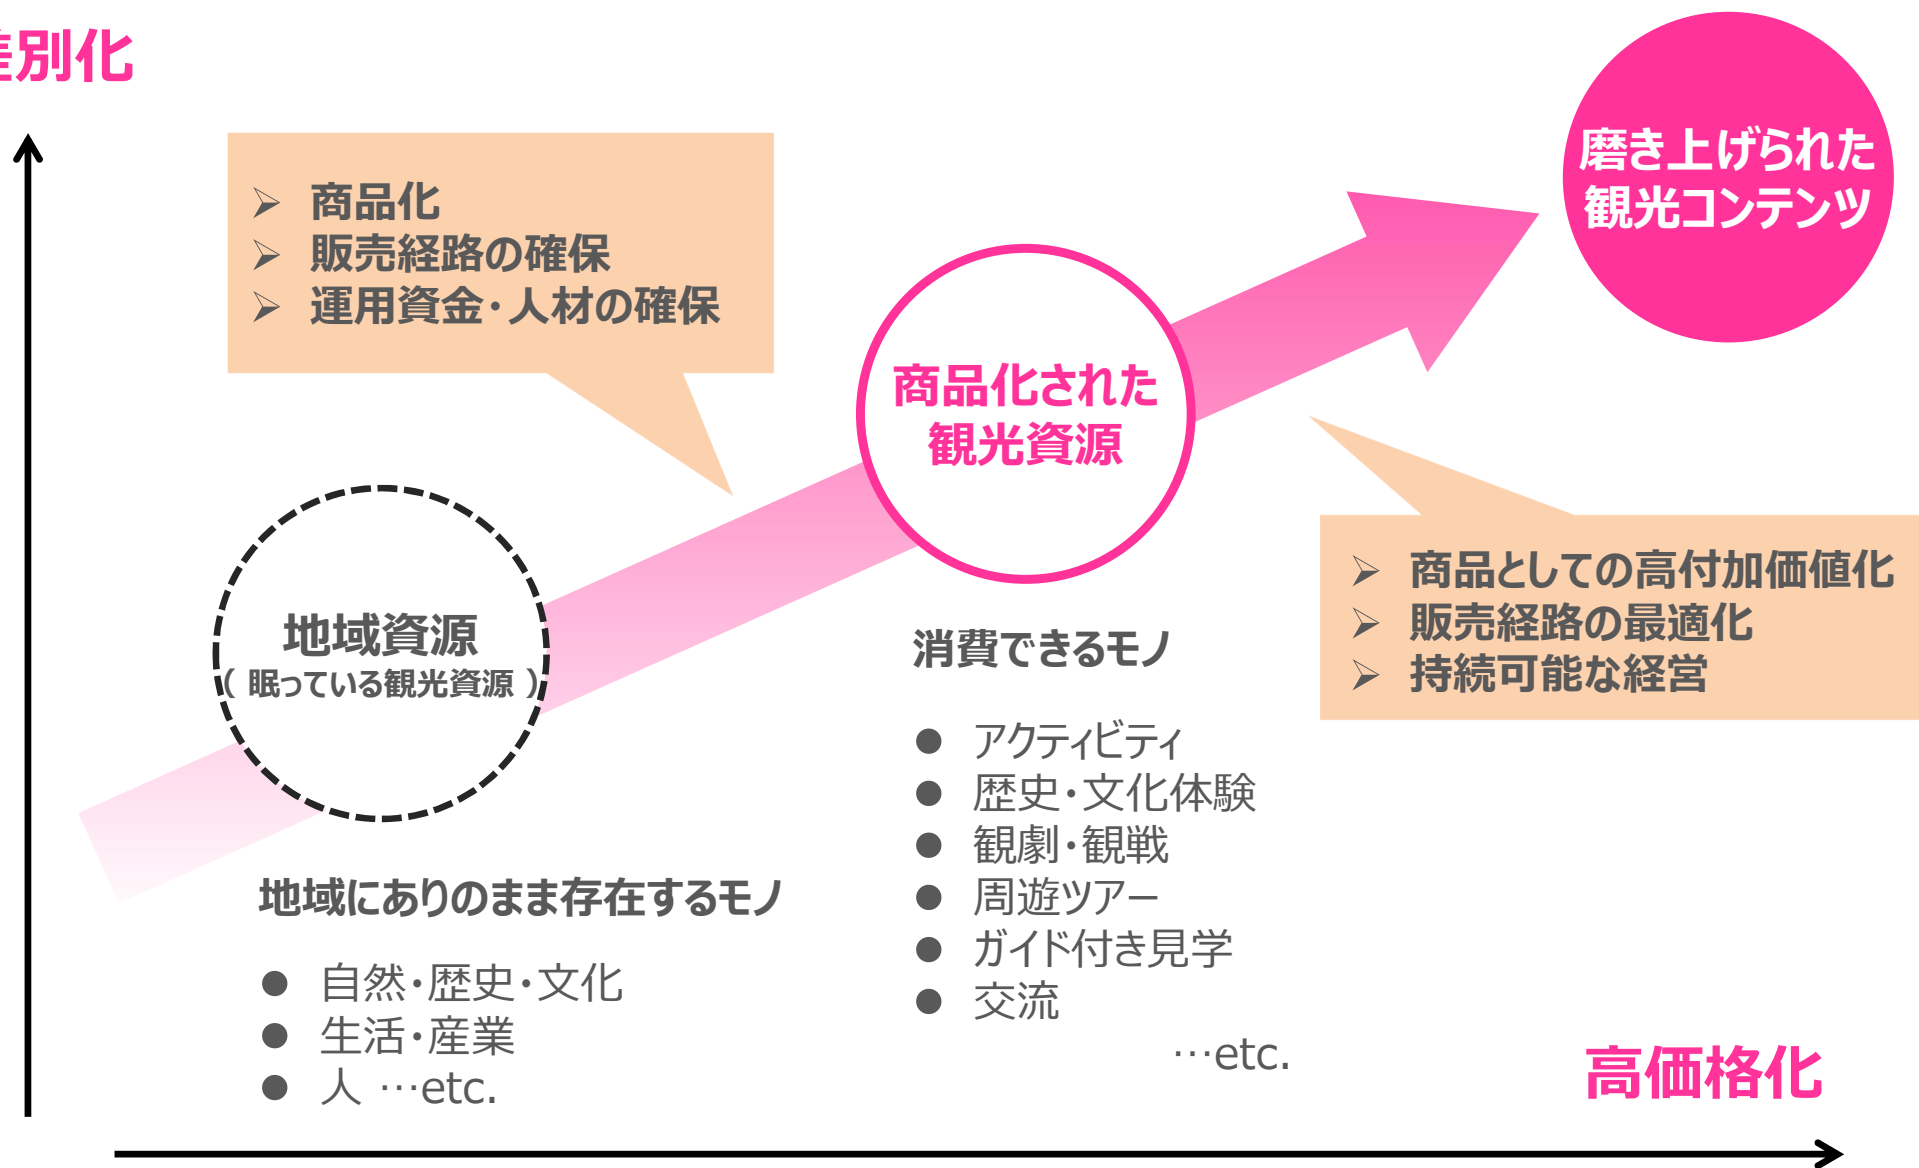 差別化
磨き上げられた
観光コンテンツ
➢ 商品化
➢ 販売経路の確保
➢ 運用資金・人材の確保
商品化された
観光資源
地域資源
（ 眠っている観光資源 ）
➢ 商品としての高付加価値化
➢ 販売経路の最適化
➢ 持続可能な経営
消費できるモノ
● アクティビティ
● 歴史・文化体験
● 観劇・観戦
● 周遊ツアー
● ガイド付き見学
● 交流
…etc.
地域にありのまま存在するモノ
● 自然・歴史・文化
● 生活・産業
● 人 …etc.
高価格化